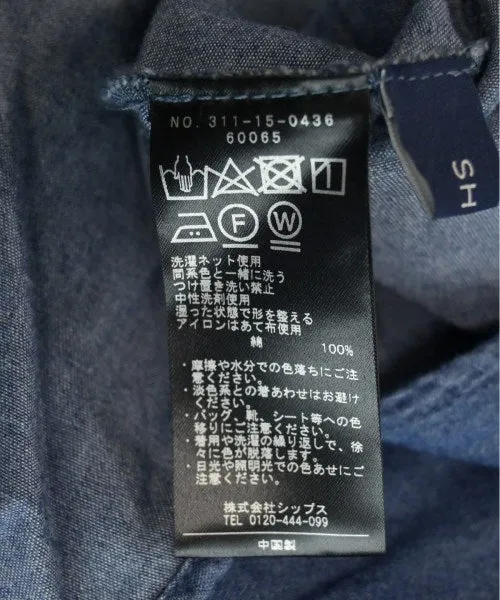 NO. 311-15-0436
60065
F W
洗濯ネット使用
同系色と一緒に洗う
つけ置き洗い禁止
中性洗剤使用
湿った状態で形を整える
アイロンはあて布使用
綿 100%
・摩擦や水分での色落ちにご注
意ください。
・淡色系との着あわせはお避け
ください。
・バッグ、靴、シート等への色
移りにご注意ください。
・着用や洗濯の繰り返しで、徐
々に色が脱落します。
・日光や照明光での色あせにご
注意ください。
株式会社シップス
TEL 0120-444-099
中国製
SH